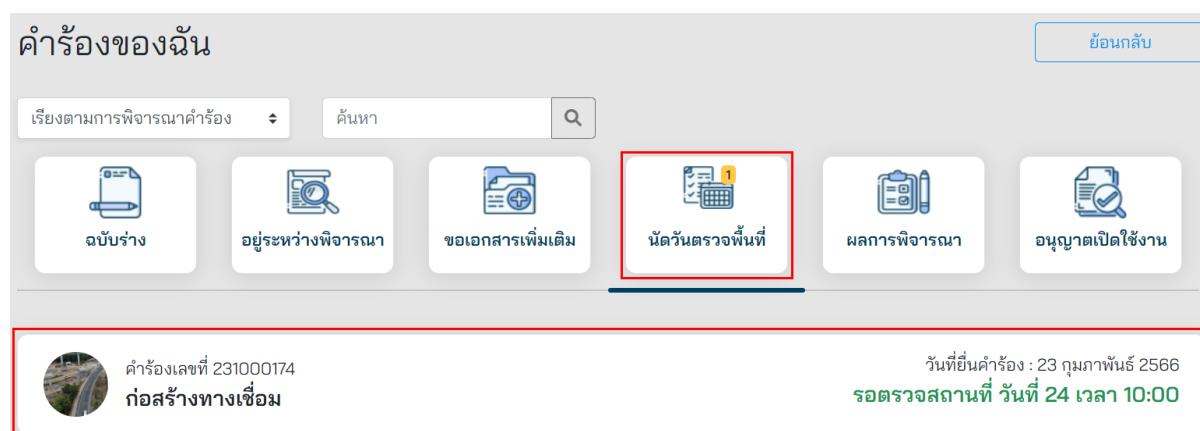 คำร้องของฉัน
ย้อนกลับ
เรียงตามการพิจารณาคำร้อง
ค้นหา
1
ฉบับร่าง
อยู่ระหว่างพิจารณา
ขอเอกสารเพิ่มเติม
นัดวันตรวจพื้นที่
ผลการพิจารณา
อนุญาตเปิดใช้งาน
คำร้องเลขที่ 231000174
วันที่ยื่นคำร้อง : 23 กุมภาพันธ์ 2566
ก่อสร้างทางเชื่อม
รอตรวจสถานที่ วันที่ 24 เวลา 10:00